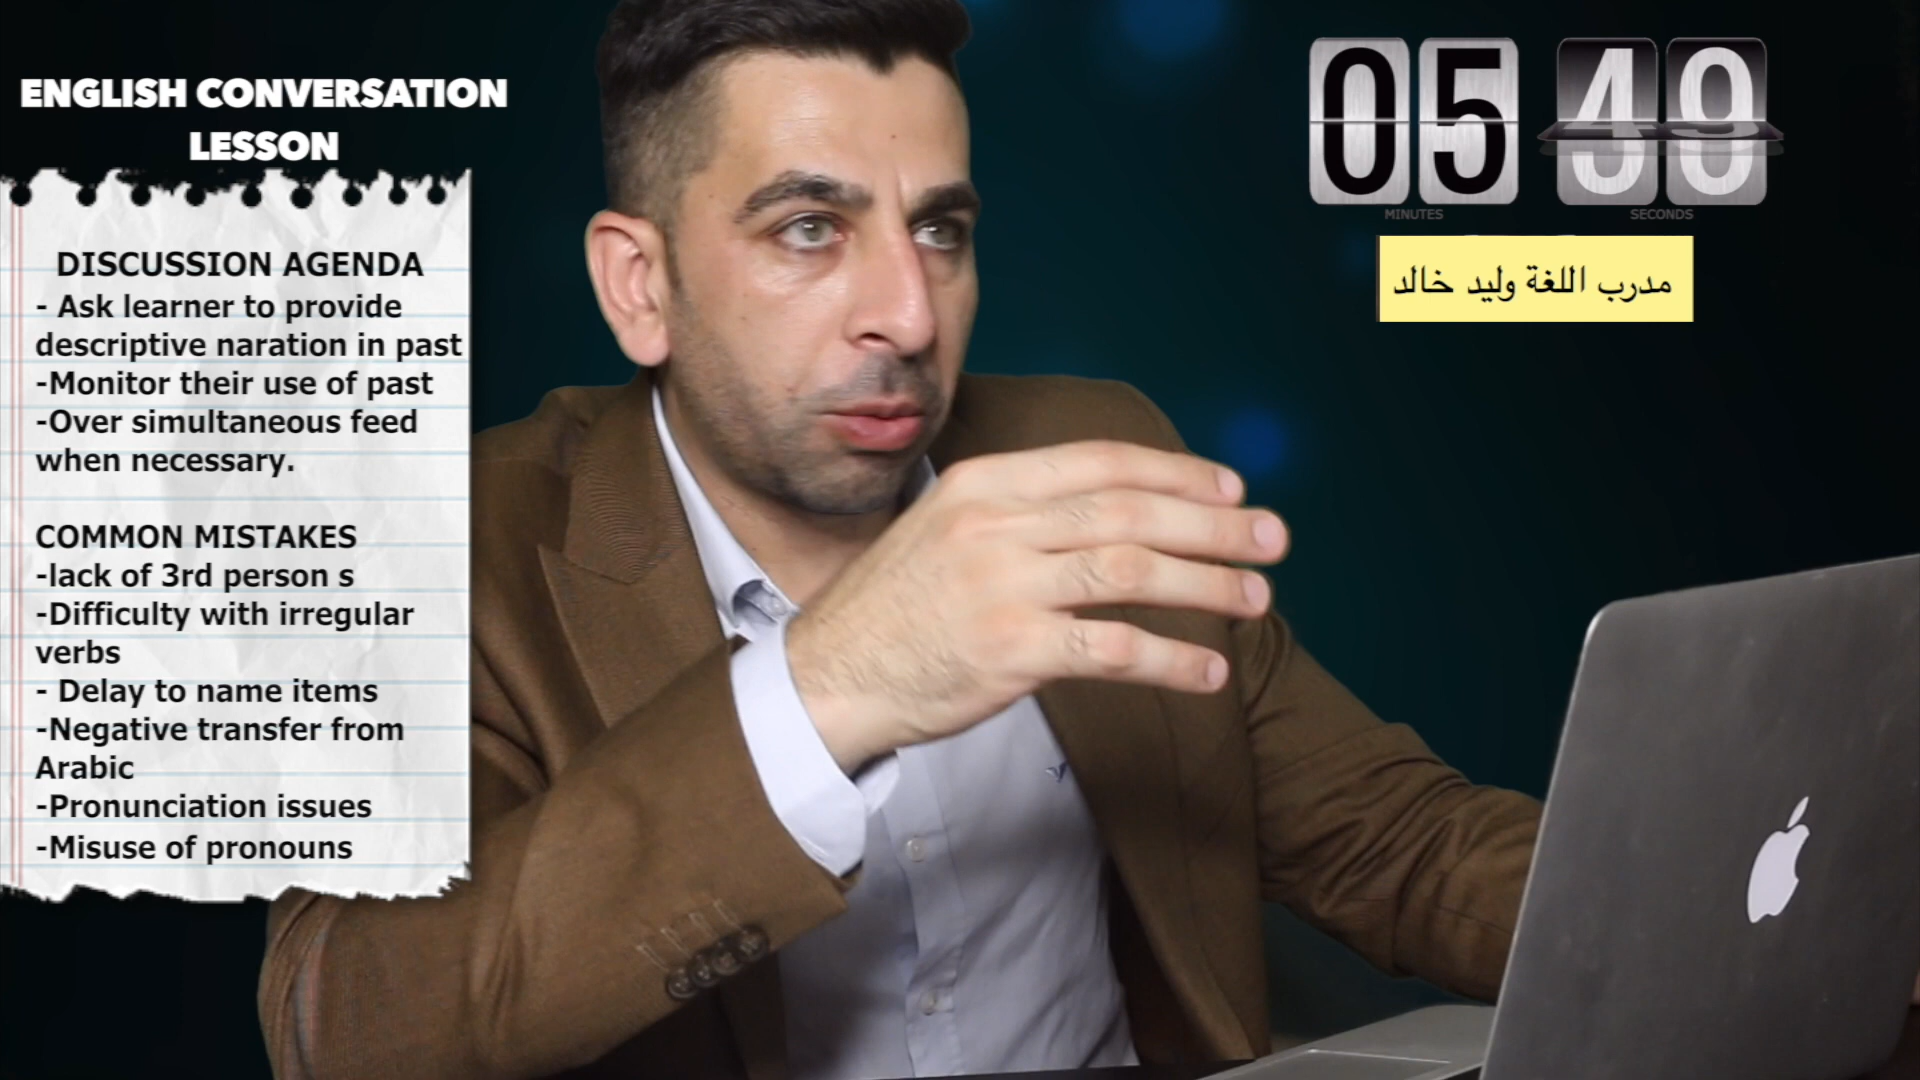 ENGLISH CONVERSATION
LESSON
DISCUSSION AGENDA
- Ask learner to provide
descriptive naration in past
-Monitor their use of past
-Over simultaneous feed
when necessary.
COMMON MISTAKES
-lack of 3rd person s
-Difficulty with irregular
verbs
- Delay to name items
-Negative transfer from
Arabic
-Pronunciation issues
-Misuse of pronouns
05
MINUTES
SECONDS
مدرب اللغة وليد خالد